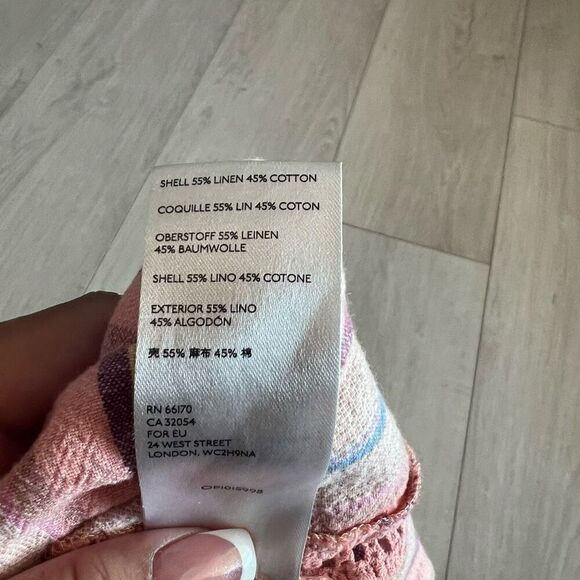 SHELL 55% LINEN 45% COTTON
COQUILLE 55% LIN 45% COTON
OBERSTOFF 55% LEINEN
45% BAUMWOLLE
SHELL 55% LINO 45% COTONE
EXTERIOR 55% LINO
45% ALGODÓN
壳 55% 麻布 45% 棉
RN 66170
CA 32054
FOR EU
24 WEST STREET
LONDON, WC2H9NA
OP1015998